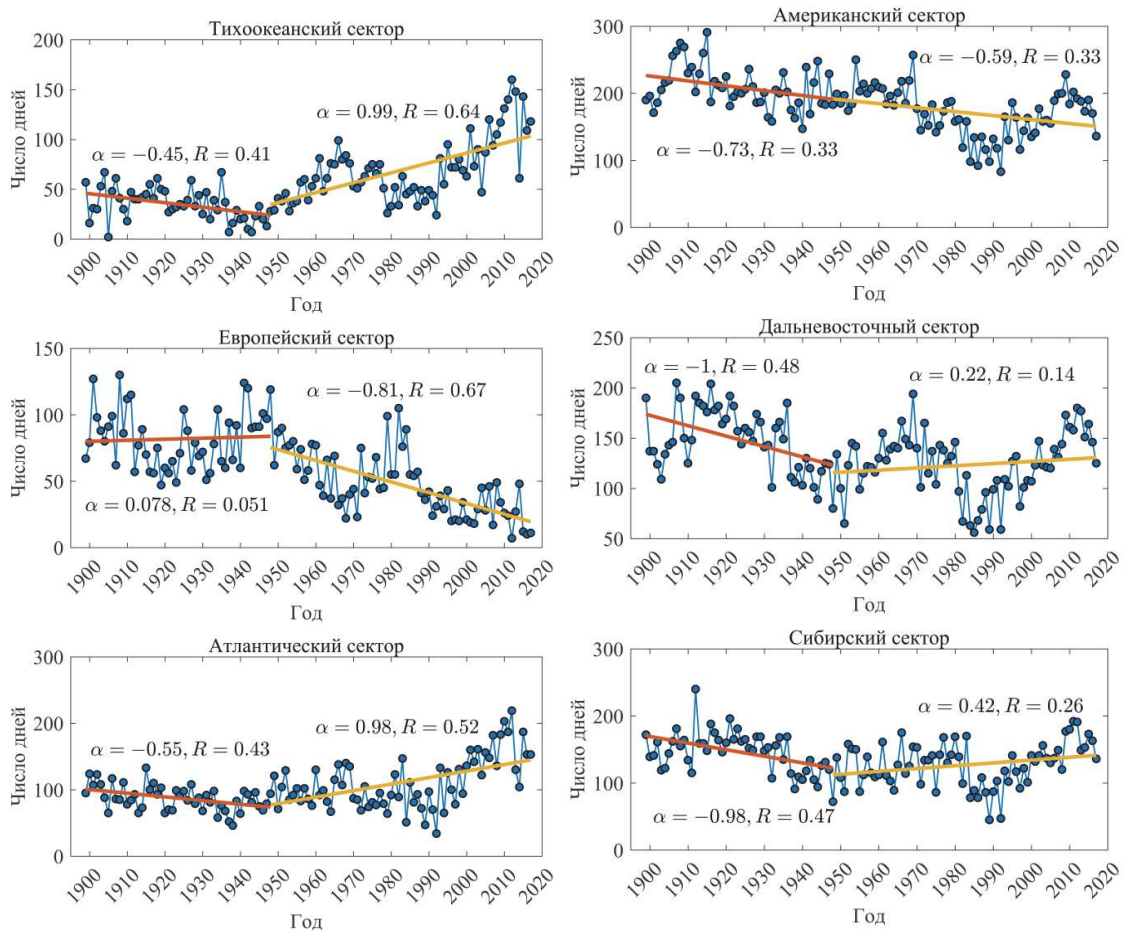 Тихоокеанский сектор
200
150
100
50
0
Число дней
α = −0.45, R = 0.41
α = 0.99, R = 0.64
1900 1910 1920 1930 1940 1950 1960 1970 1980 1990 2000 2010 2020
Год
Американский сектор
300
200
100
0
Число дней
α = −0.59, R = 0.33
α = −0.73, R = 0.33
1900 1910 1920 1930 1940 1950 1960 1970 1980 1990 2000 2010 2020
Год
Европейский сектор
150
100
50
0
Число дней
α = −0.81, R = 0.67
α = 0.078, R = 0.051
1900 1910 1920 1930 1940 1950 1960 1970 1980 1990 2000 2010 2020
Год
Дальневосточный сектор
250
200
150
100
50
Число дней
α = −1, R = 0.48
α = 0.22, R = 0.14
1900 1910 1920 1930 1940 1950 1960 1970 1980 1990 2000 2010 2020
Год
Атлантический сектор
300
200
100
0
Число дней
α = −0.55, R = 0.43
α = 0.98, R = 0.52
1900 1910 1920 1930 1940 1950 1960 1970 1980 1990 2000 2010 2020
Год
Сибирский сектор
300
200
100
0
Число дней
α = 0.42, R = 0.26
α = −0.98, R = 0.47
1900 1910 1920 1930 1940 1950 1960 1970 1980 1990 2000 2010 2020
Год